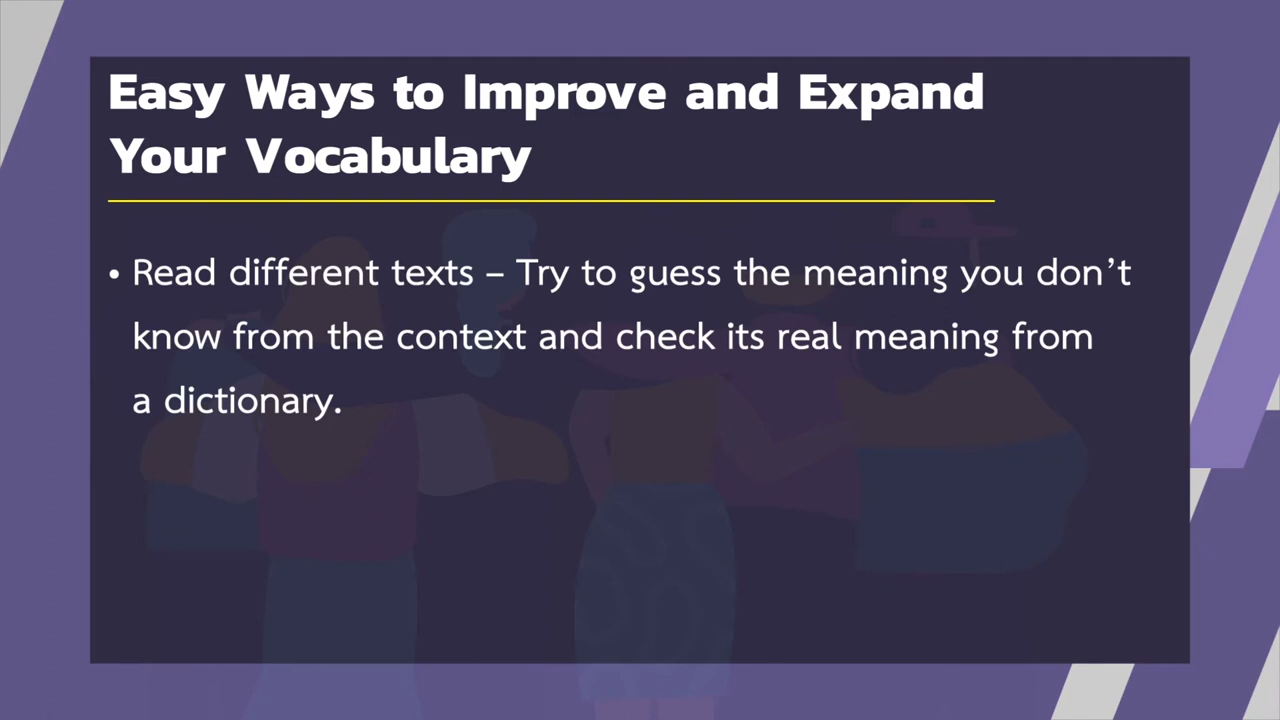 Easy Ways to Improve and Expand
Your Vocabulary
• Read different texts – Try to guess the meaning you don’t
know from the context and check its real meaning from
a dictionary.